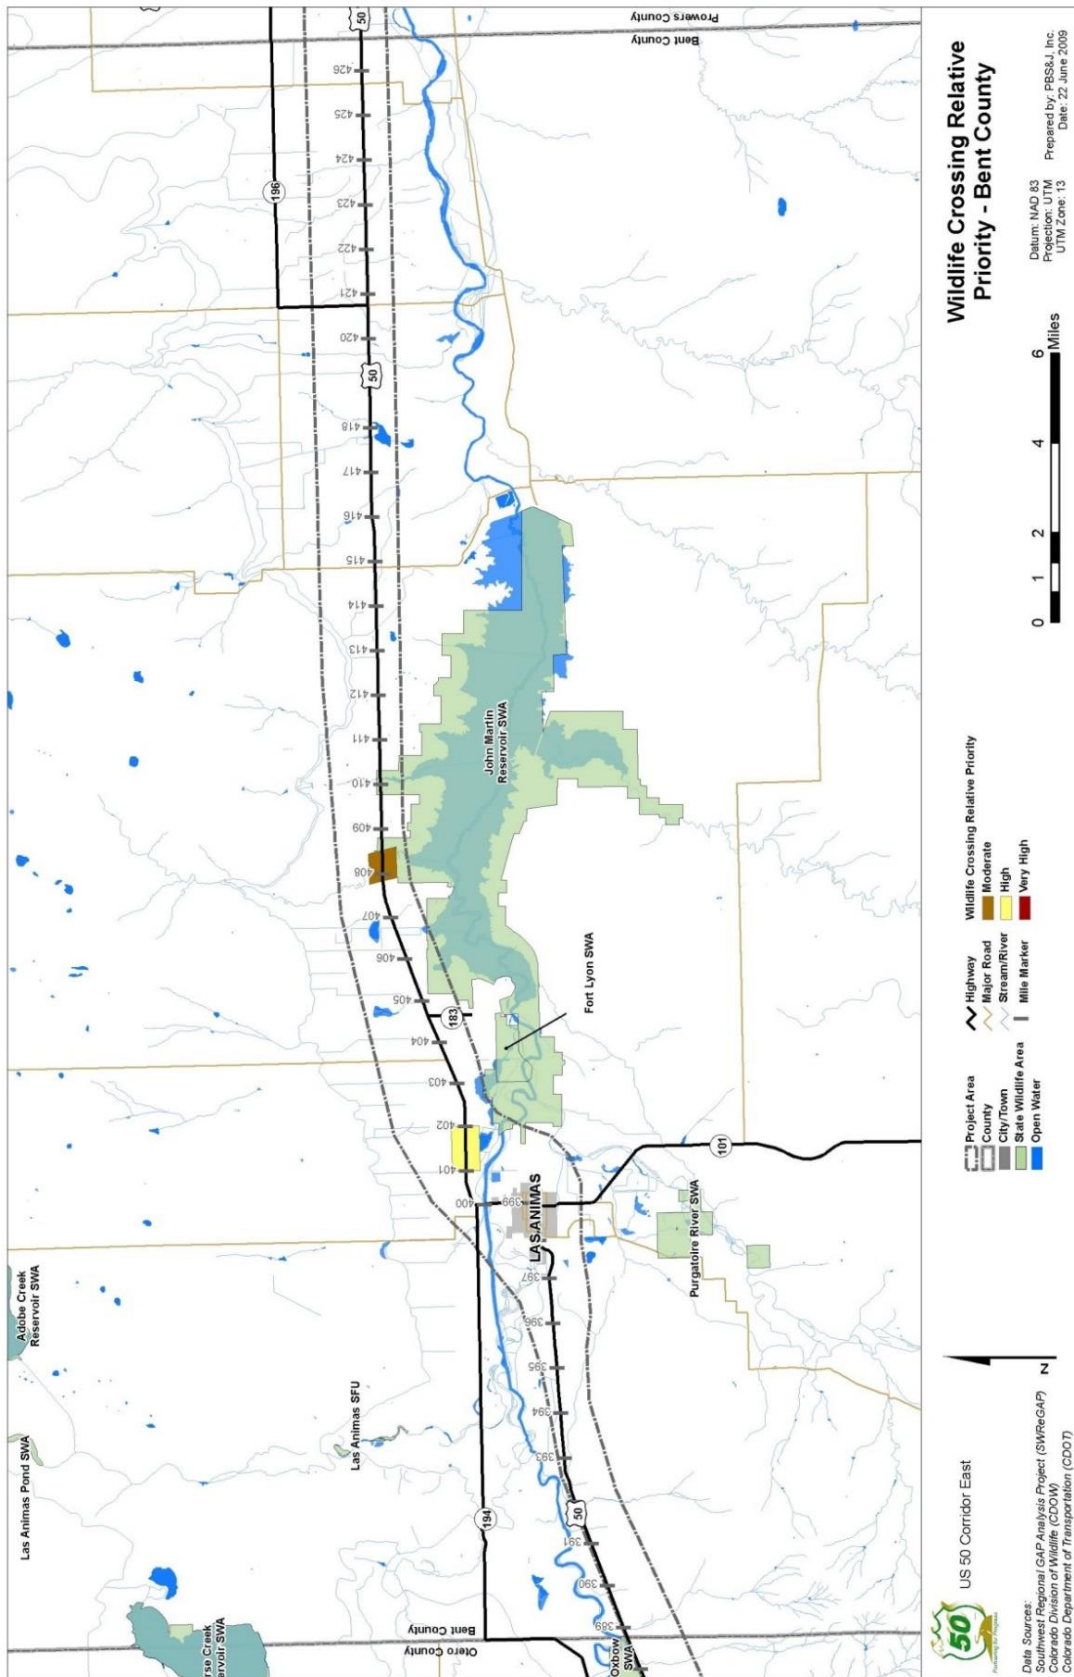 Prowers County
Bent County
50
426
425
424
423
422
421
420
196
50
418
417
416
415
414
413
412
411
410
409
408
407
406
405
404
403
402
401
400
399
397
396
395
394
393
391
390
389
183
101
194
50
John Martin
Reservoir SWA
Fort Lyon SWA
LAS ANIMAS
Purgatoire River SWA
Adobe Creek
Reservoir SWA
Las Animas Pond SWA
Las Animas SFU
rse Creek
ervoir SWA
Bent County
Otero County
Oxbow
SWA
Wildlife Crossing Relative
Priority - Bent County
Datum: NAD 83
Projection: UTM
UTM Zone: 13
Prepared by: PBS&J, Inc.
Date: 22 June 2009
0 1 2 4 6
Miles
Project Area
County
City/Town
State Wildlife Area
Open Water
Highway
Major Road
Stream/River
Mile Marker
Wildlife Crossing Relative Priority
Moderate
High
Very High
N
50
US 50 Corridor East
Data Sources:
Southwest Regional GAP Analysis Project (SWReGAP)
Colorado Division of Wildlife (CDOW)
Colorado Department of Transportation (CDOT)